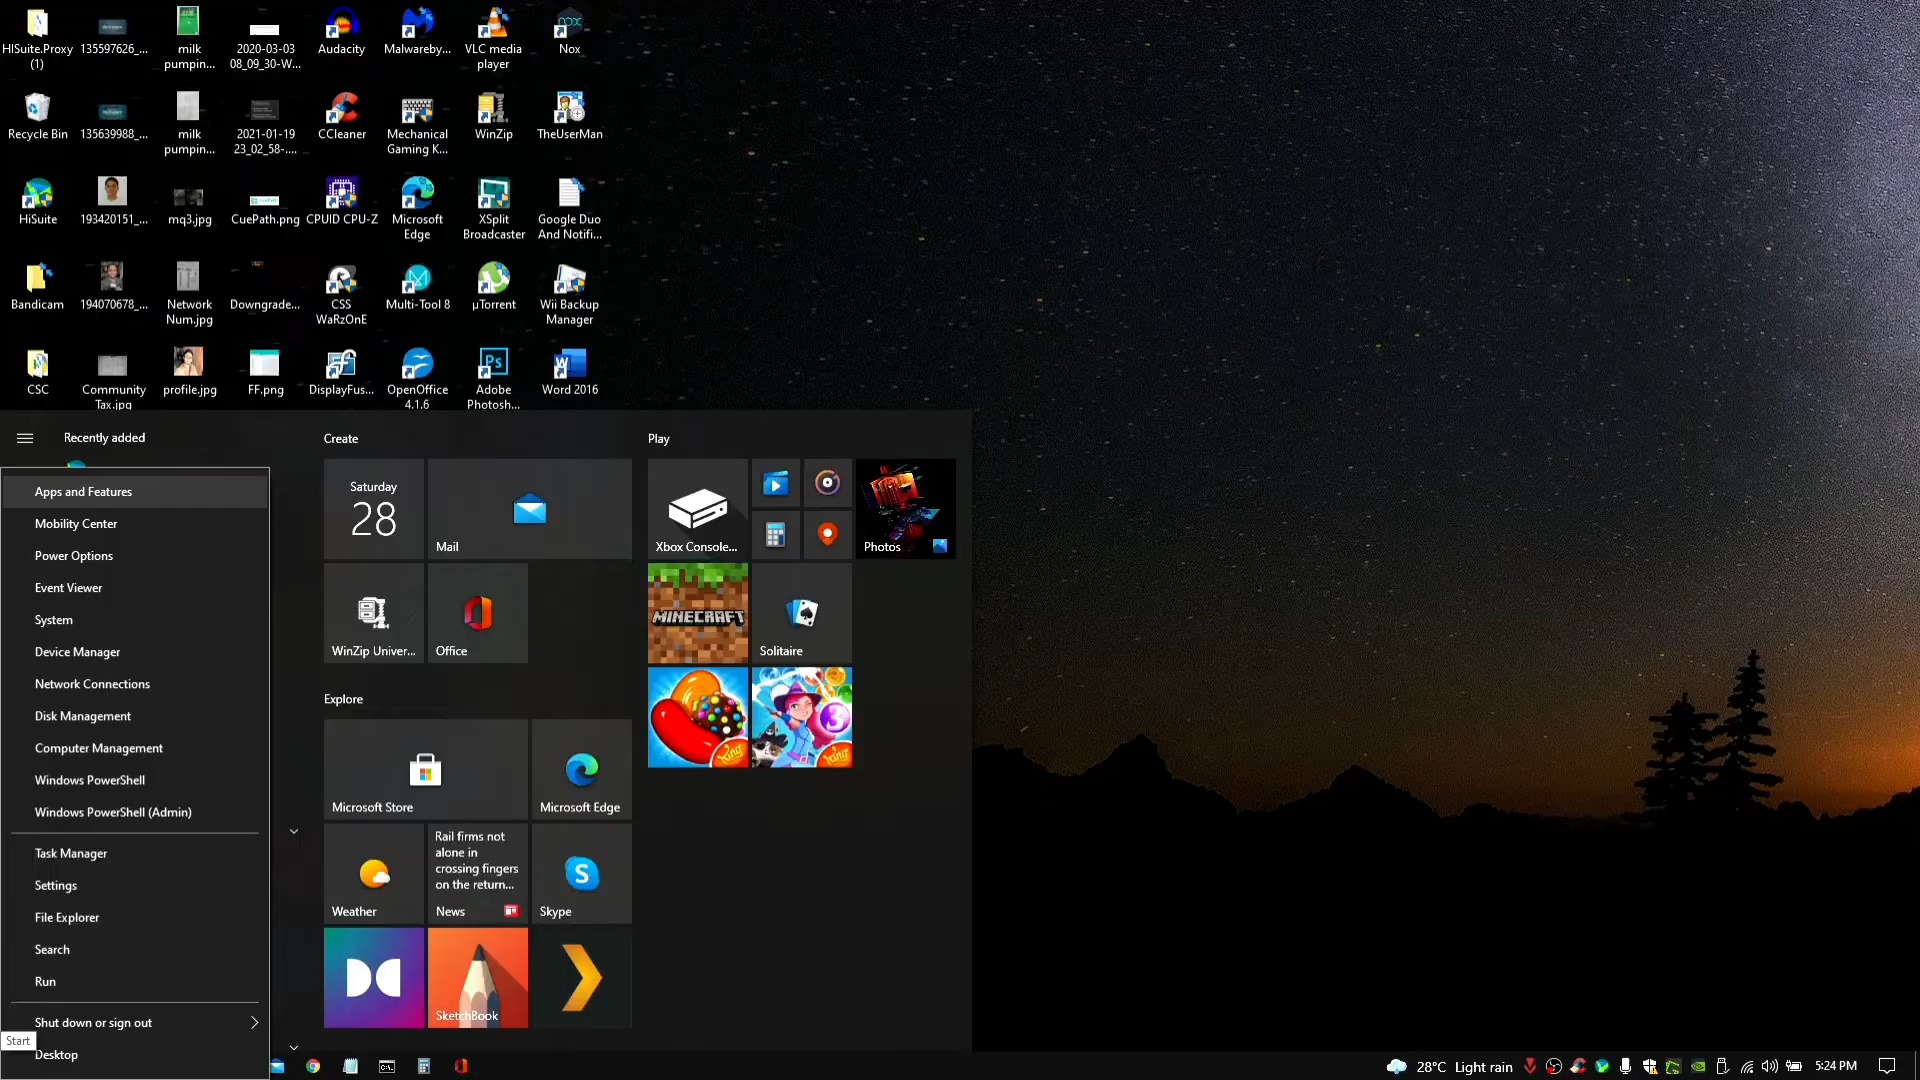 HISuite.Proxy
(1)
135597626_...
milk
pumpin...
2020-03-03
08_09_30-W...
Audacity
Malwareby...
VLC media
player
Nox
Recycle Bin
135639988_...
milk
pumpin...
2021-01-19
23_02_58-....
CCleaner
Mechanical
Gaming K...
WinZip
TheUserMan
HiSuite
193420151_...
mq3.jpg
CuePath.png
CPUID CPU-Z
Microsoft
Edge
XSplit
Broadcaster
Google Duo
And Notifi...
Bandicam
194070678_...
Network
Num.jpg
Downgrade...
CSS
WaRzOnE
Multi-Tool 8
µTorrent
Wii Backup
Manager
CSC
Community
Tax.jpg
profile.jpg
FF.png
DisplayFus...
OpenOffice
4.1.6
Adobe
Photosh...
Word 2016
Recently added
Apps and Features
Mobility Center
Power Options
Event Viewer
System
Device Manager
Network Connections
Disk Management
Computer Management
Windows PowerShell
Windows PowerShell (Admin)
Task Manager
Settings
File Explorer
Search
Run
Shut down or sign out
Start
Desktop
Create
Saturday
28
Mail
WinZip Univer...
Office
Explore
Microsoft Store
Microsoft Edge
Weather
Rail firms not
alone in
crossing fingers
on the return...
News
Skype
SketchBook
Play
Xbox Console...
Photos
MINECRAFT
Solitaire
King
3
King
28°C Light rain
5:24 PM